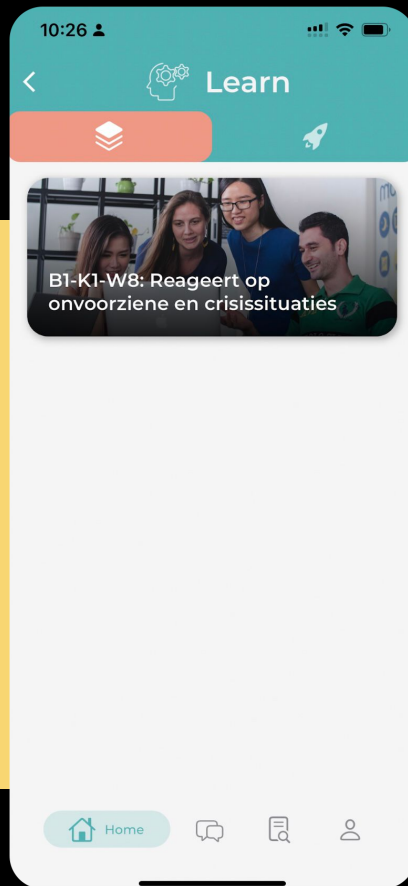 10:26
Learn
B1-K1-W8: Reageert op
onvoorziene en crisissituaties
Home